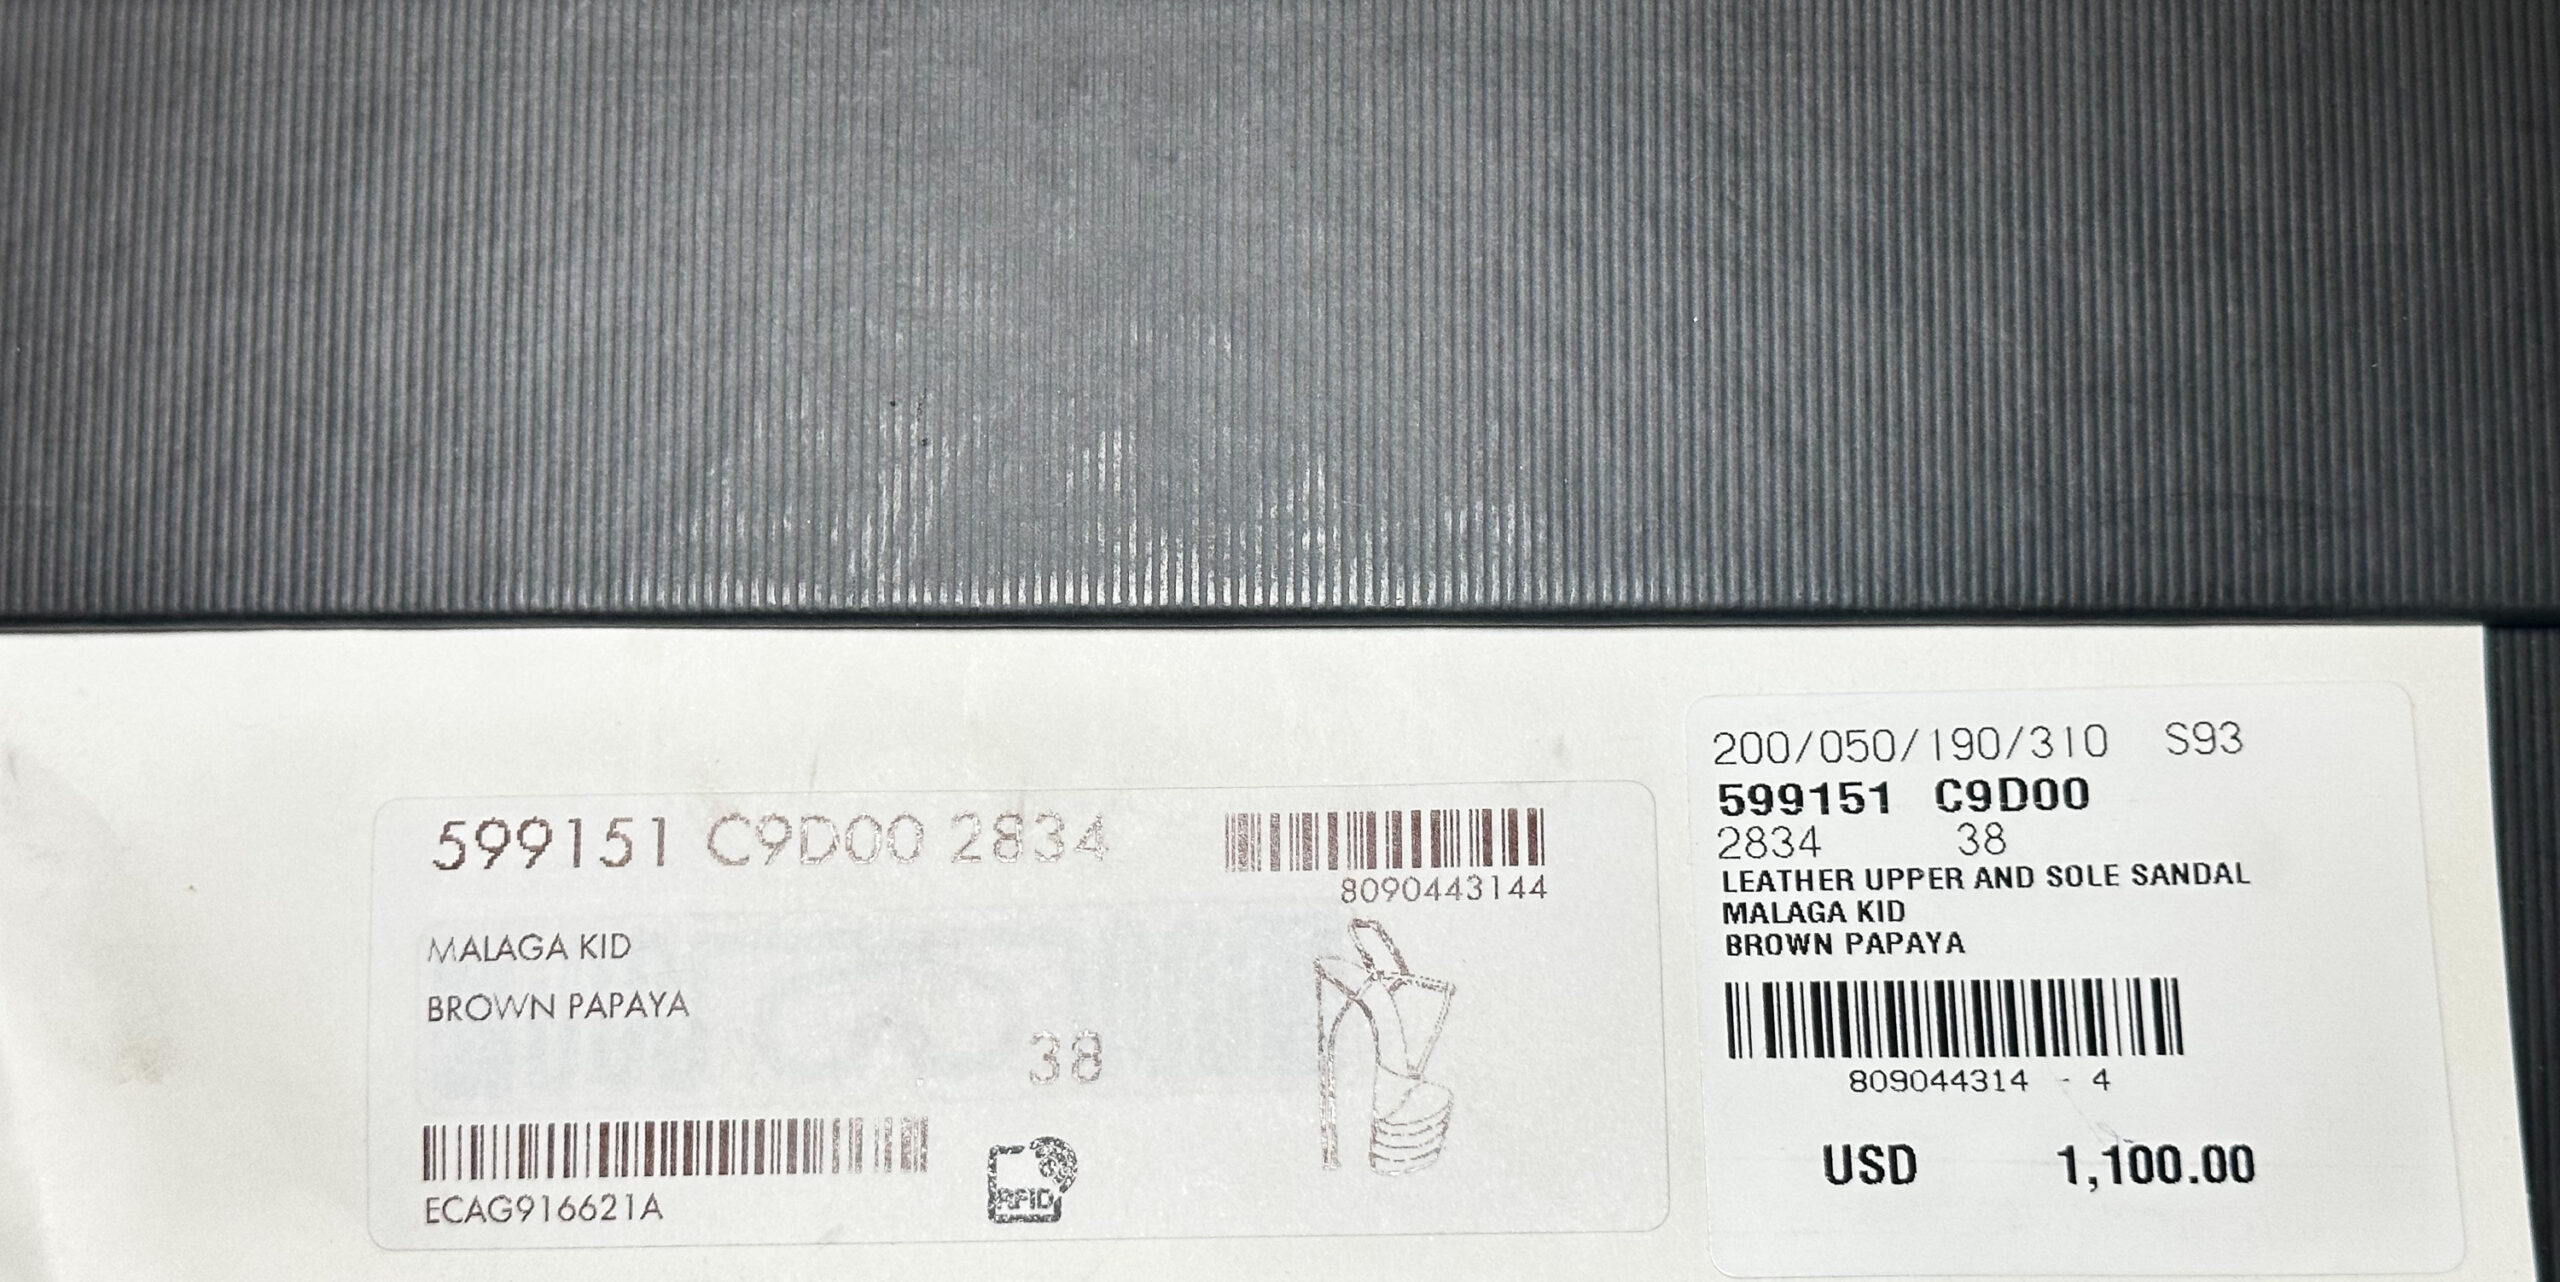 599151 C9D00 2834
8090443144
MALAGA KID
BROWN PAPAYA
38
ECAG916621A
RFID
200/050/190/310 S93
599151 C9D00
2834 38
LEATHER UPPER AND SOLE SANDAL
MALAGA KID
BROWN PAPAYA
809044314 - 4
USD 1,100.00